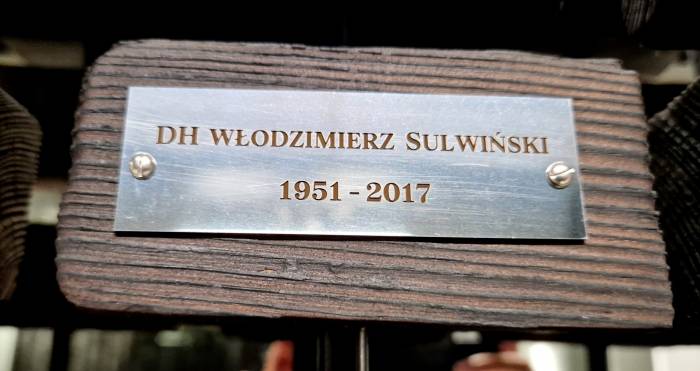 DH WŁODZIMIERZ SULWIŃSKI
1951 - 2017